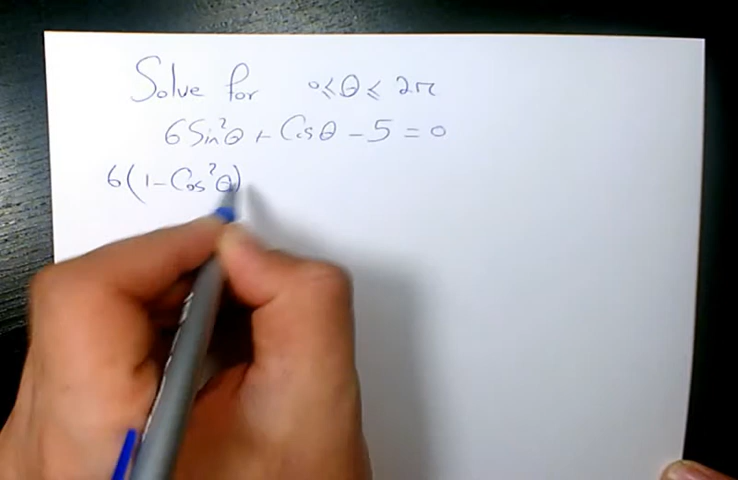 Solve for 0≤θ≤2π
6Sin²θ + Cosθ - 5 = 0
6(1-Cos²θ)